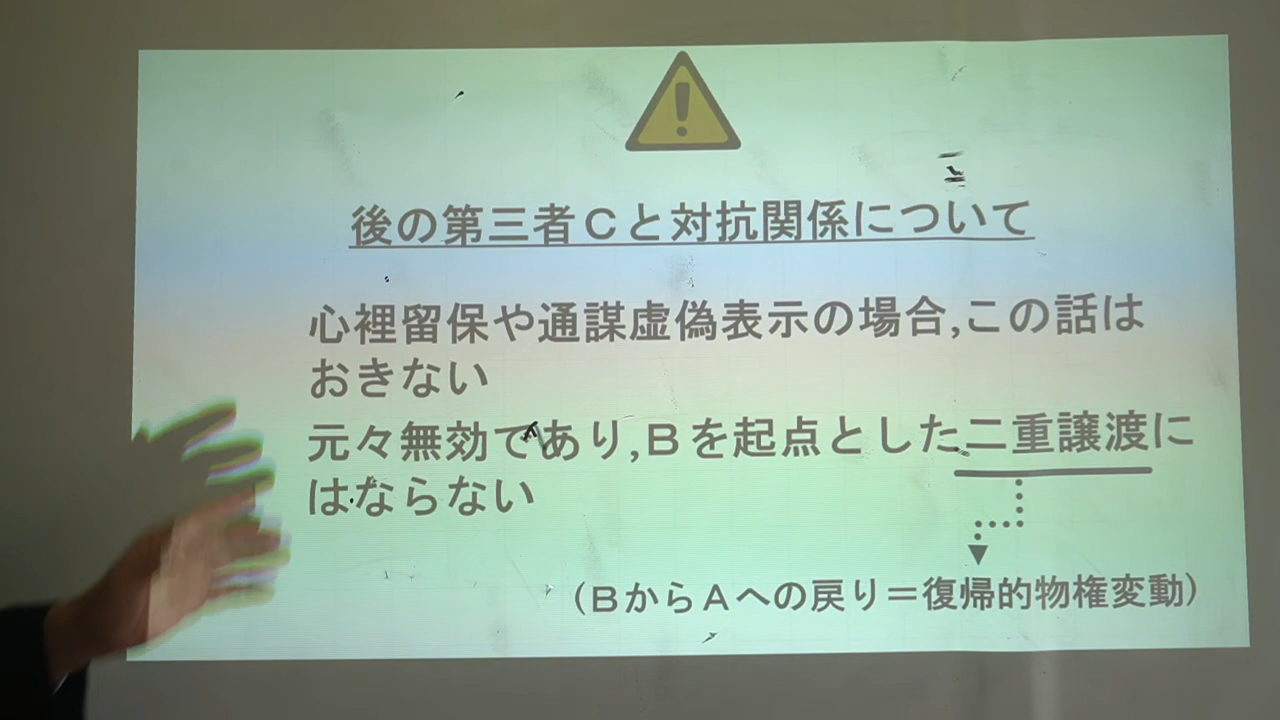 後の第三者Cと対抗関係について
心裡留保や通謀虚偽表示の場合,この話は
おきない
元々無効であり,Bを起点とした二重譲渡に
はならない
(BからAへの戻り=復帰的物権変動)